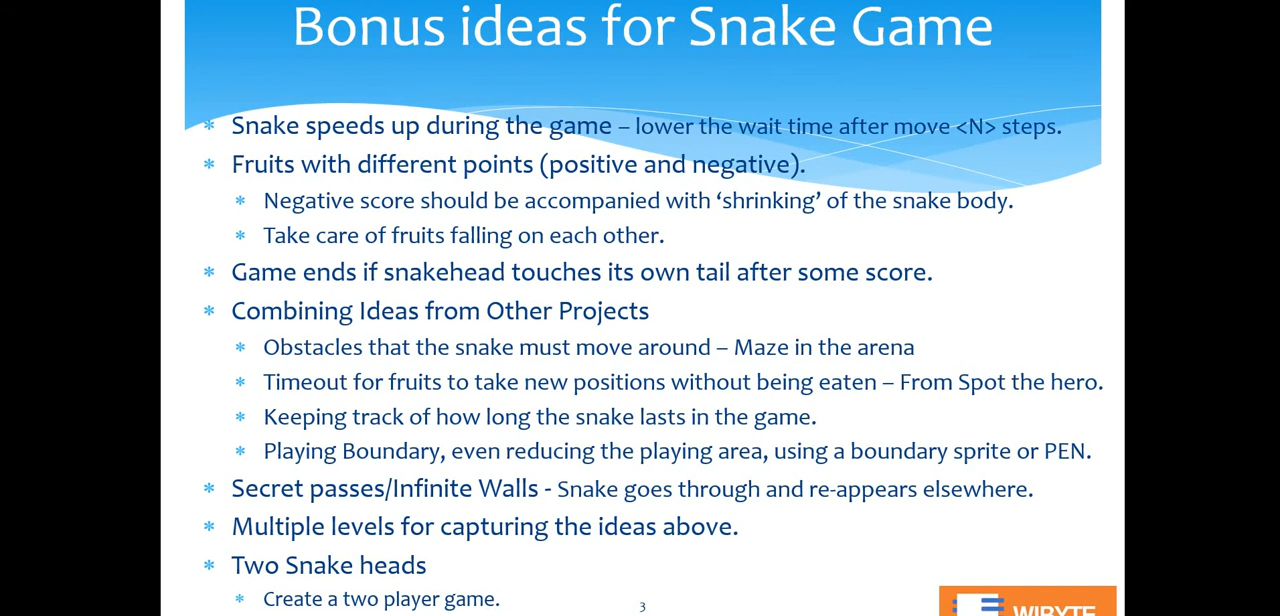 Bonus ideas for Snake Game
* Snake speeds up during the game – lower the wait time after move <N> steps.
* Fruits with different points (positive and negative).
* Negative score should be accompanied with ‘shrinking’ of the snake body.
* Take care of fruits falling on each other.
* Game ends if snakehead touches its own tail after some score.
* Combining Ideas from Other Projects
* Obstacles that the snake must move around – Maze in the arena
* Timeout for fruits to take new positions without being eaten – From Spot the hero.
* Keeping track of how long the snake lasts in the game.
* Playing Boundary, even reducing the playing area, using a boundary sprite or PEN.
* Secret passes/Infinite Walls - Snake goes through and re-appears elsewhere.
* Multiple levels for capturing the ideas above.
* Two Snake heads
* Create a two player game.
3
WIBYTE